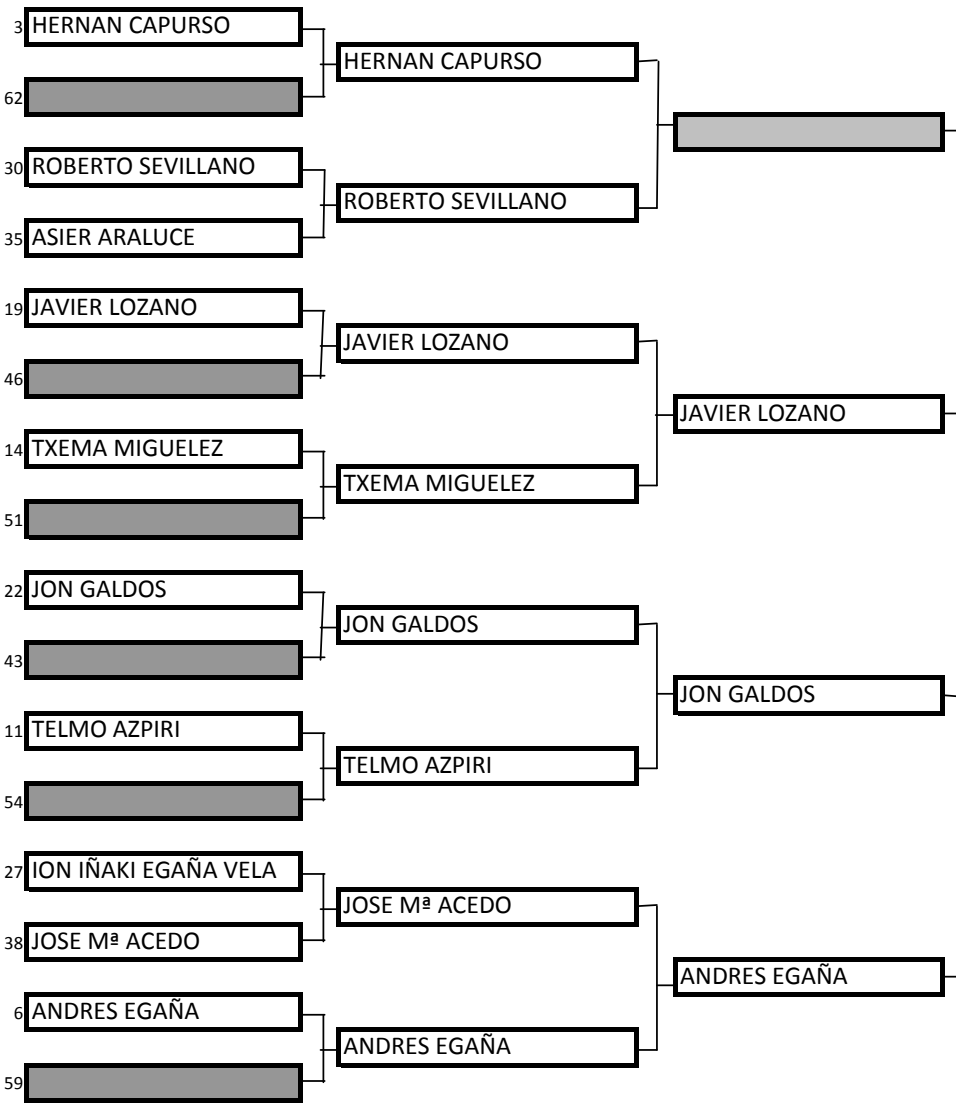 3 HERNAN CAPURSO
HERNAN CAPURSO
62
30 ROBERTO SEVILLANO
ROBERTO SEVILLANO
35 ASIER ARALUCE
19 JAVIER LOZANO
JAVIER LOZANO
46
JAVIER LOZANO
14 TXEMA MIGUELEZ
TXEMA MIGUELEZ
51
22 JON GALDOS
JON GALDOS
43
JON GALDOS
11 TELMO AZPIRI
TELMO AZPIRI
54
27 ION IÑAKI EGAÑA VELA
JOSE Mª ACEDO
38 JOSE Mª ACEDO
ANDRES EGAÑA
6 ANDRES EGAÑA
ANDRES EGAÑA
59